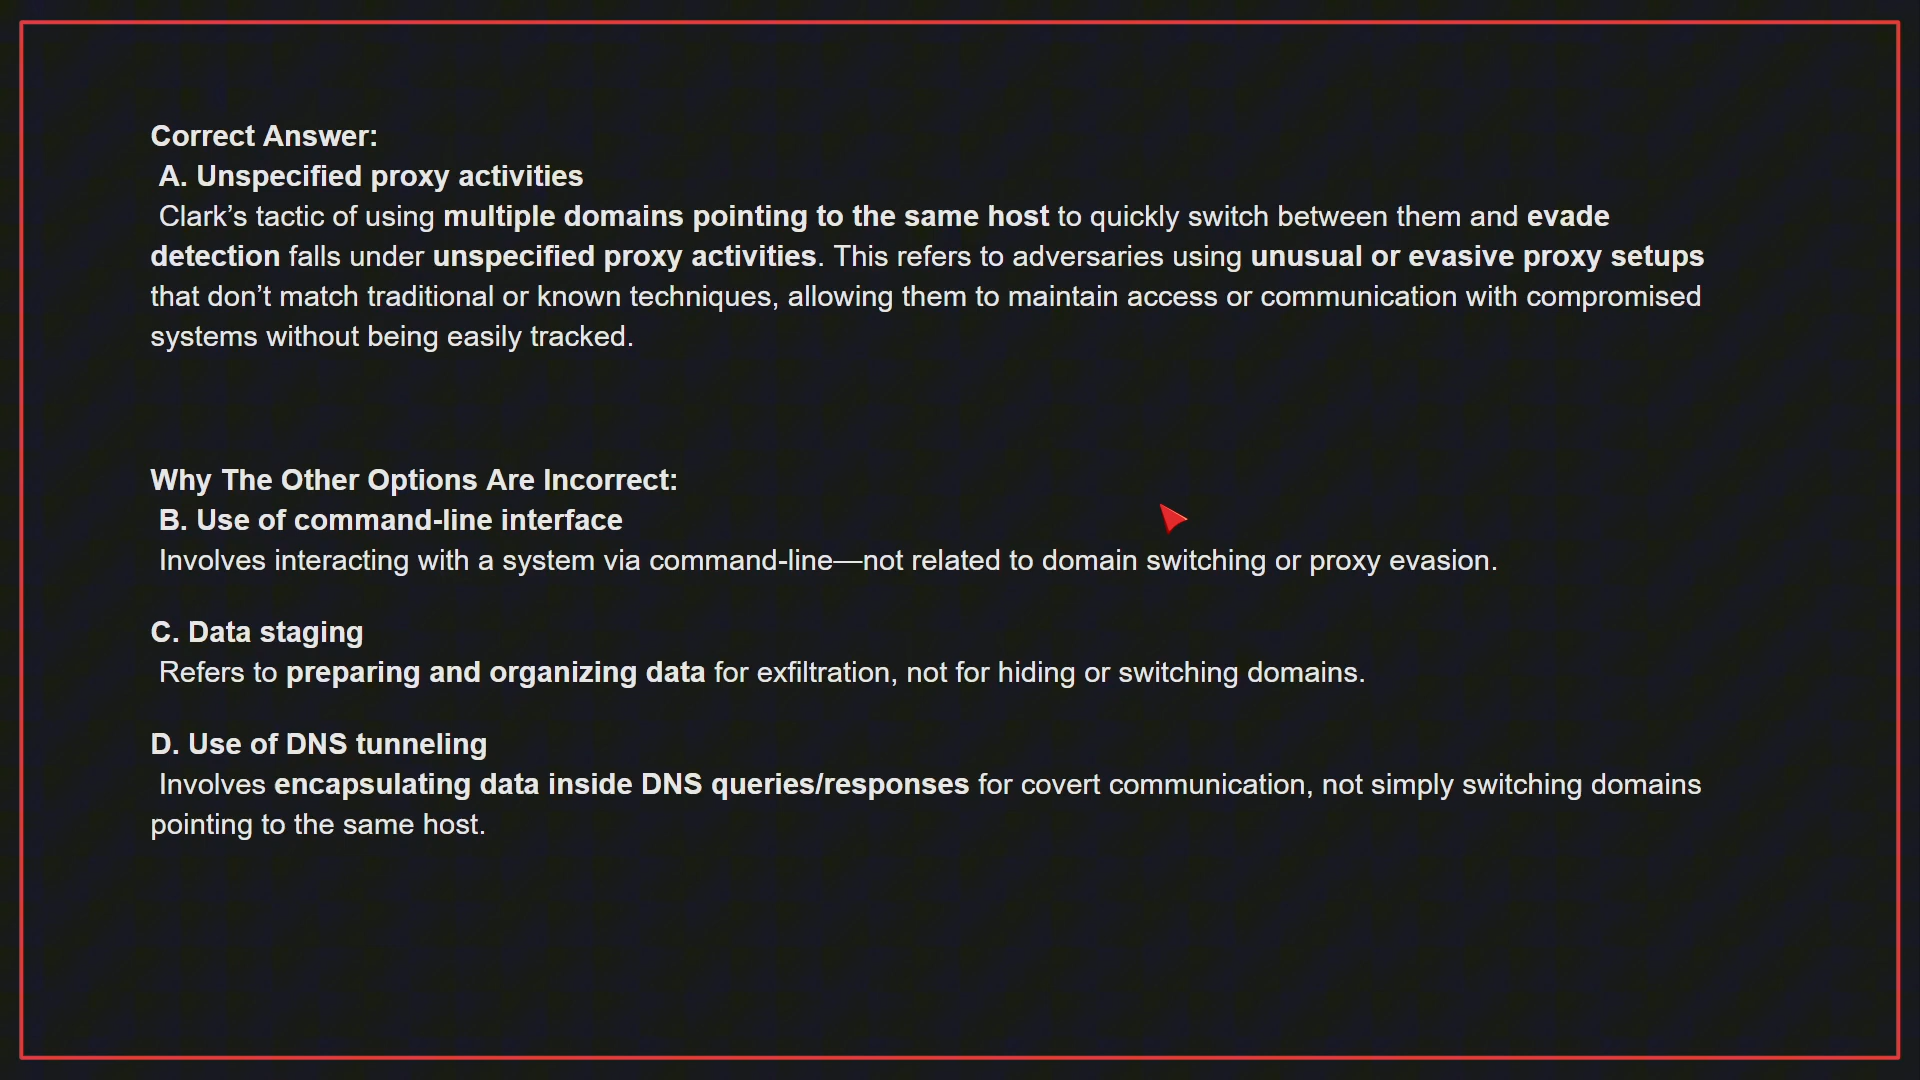 Correct Answer:
A. Unspecified proxy activities
Clark’s tactic of using multiple domains pointing to the same host to quickly switch between them and evade
detection falls under unspecified proxy activities. This refers to adversaries using unusual or evasive proxy setups
that don’t match traditional or known techniques, allowing them to maintain access or communication with compromised
systems without being easily tracked.
Why The Other Options Are Incorrect:
B. Use of command-line interface
Involves interacting with a system via command-line—not related to domain switching or proxy evasion.
C. Data staging
Refers to preparing and organizing data for exfiltration, not for hiding or switching domains.
D. Use of DNS tunneling
Involves encapsulating data inside DNS queries/responses for covert communication, not simply switching domains
pointing to the same host.